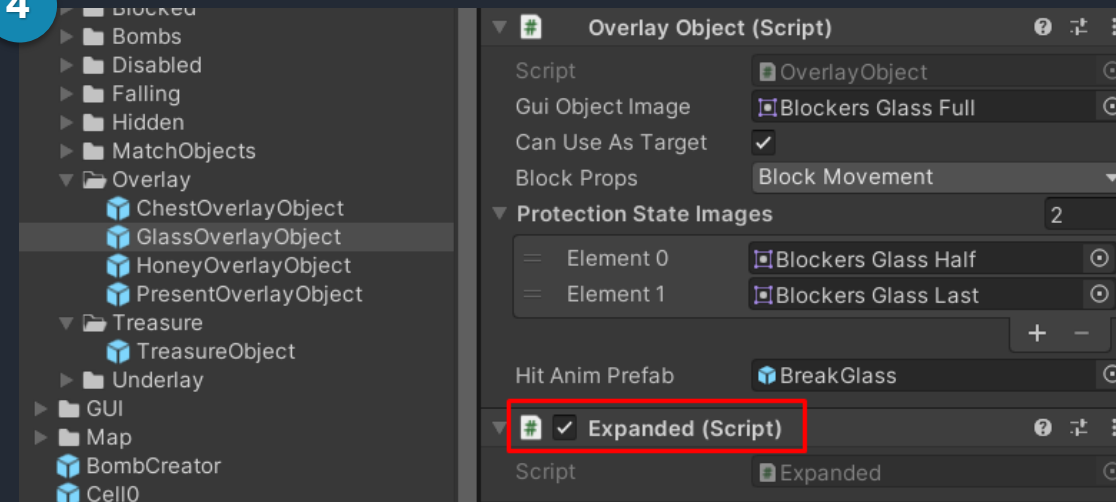 4
Blocked
Bombs
Disabled
Falling
Hidden
MatchObjects
Overlay
ChestOverlayObject
GlassOverlayObject
HoneyOverlayObject
PresentOverlayObject
Treasure
TreasureObject
Underlay
GUI
Map
BombCreator
Cell0
# Overlay Object (Script)
Script # OverlayObject
Gui Object Image Blockers Glass Full
Can Use As Target
Block Props Block Movement
Protection State Images 2
Element 0 Blockers Glass Half
Element 1 Blockers Glass Last
+ −
Hit Anim Prefab BreakGlass
# Expanded (Script)
Script # Expanded